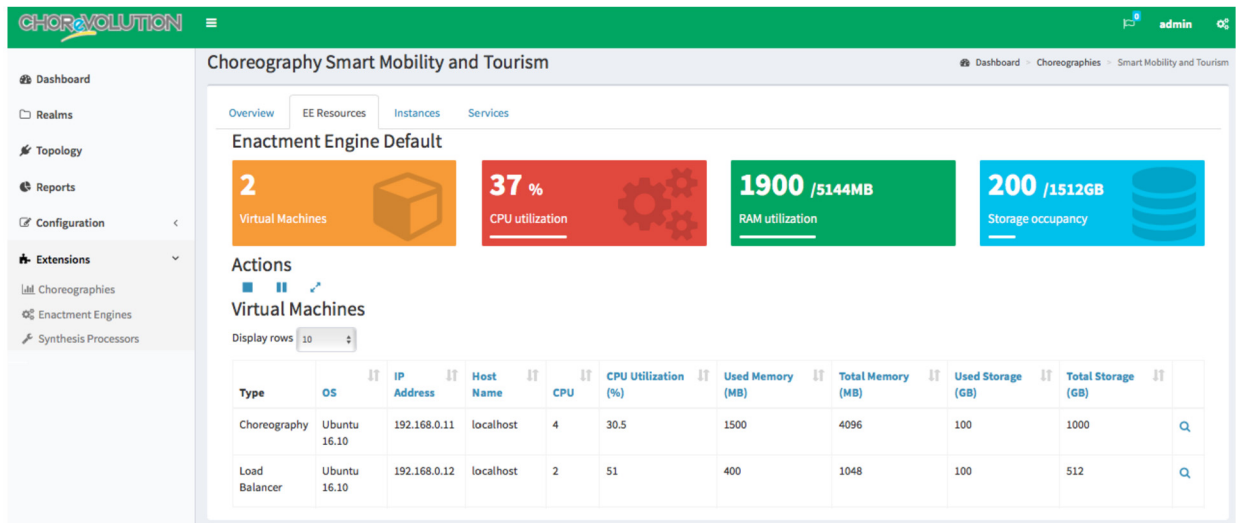 CHOReVOLUTION
0
admin
Choreography Smart Mobility and Tourism
Dashboard > Choreographies > Smart Mobility and Tourism
Dashboard
Realms
Topology
Reports
Configuration
Extensions
Choreographies
Enactment Engines
Synthesis Processors
Overview EE Resources Instances Services
Enactment Engine Default
2
Virtual Machines
37 %
CPU utilization
1900 /5144MB
RAM utilization
200 /1512GB
Storage occupancy
Actions
Virtual Machines
Display rows 10
Type OS IP Address Host Name CPU CPU Utilization (%) Used Memory (MB) Total Memory (MB) Used Storage (GB) Total Storage (GB)
Choreography Ubuntu 16.10 192.168.0.11 localhost 4 30.5 1500 4096 100 1000
Load Balancer Ubuntu 16.10 192.168.0.12 localhost 2 51 400 1048 100 512